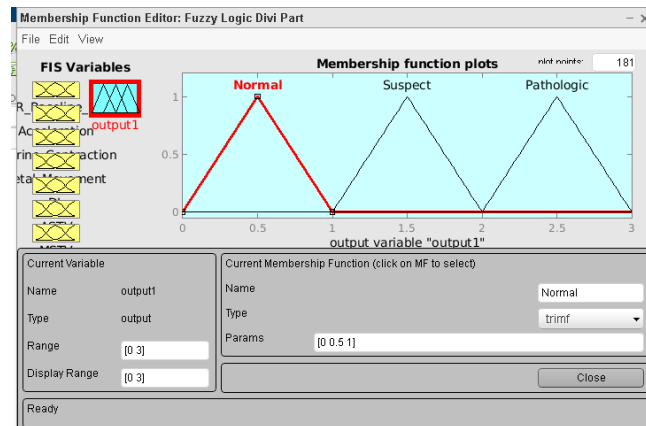 Membership Function Editor: Fuzzy Logic Divi Part
File Edit View
FIS Variables
Membership function plots
plot points:
181
output1
Normal
Suspect
Pathologic
1
0.5
0
0
0.5
1
1.5
2
2.5
3
output variable "output1"
Current Variable
Name
output1
Type
output
Range
[0 3]
Display Range
[0 3]
Current Membership Function (click on MF to select)
Name
Normal
Type
trimf
Params
[0 0.5 1]
Close
Ready